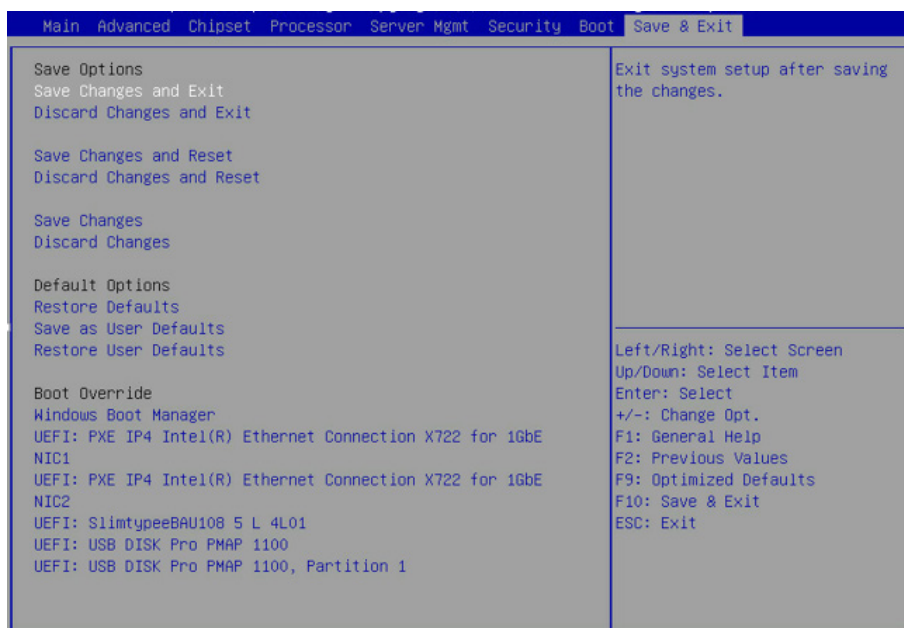 Main Advanced Chipset Processor Server Mgmt Security Boot Save & Exit
Save Options
Save Changes and Exit
Discard Changes and Exit
Save Changes and Reset
Discard Changes and Reset
Save Changes
Discard Changes
Default Options
Restore Defaults
Save as User Defaults
Restore User Defaults
Boot Override
Windows Boot Manager
UEFI: PXE IP4 Intel(R) Ethernet Connection X722 for 1GbE
NIC1
UEFI: PXE IP4 Intel(R) Ethernet Connection X722 for 1GbE
NIC2
UEFI: SlimtypeeBAU108 5 L 4L01
UEFI: USB DISK Pro PMAP 1100
UEFI: USB DISK Pro PMAP 1100, Partition 1
Exit system setup after saving
the changes.
Left/Right: Select Screen
Up/Down: Select Item
Enter: Select
+/-: Change Opt.
F1: General Help
F2: Previous Values
F9: Optimized Defaults
F10: Save & Exit
ESC: Exit